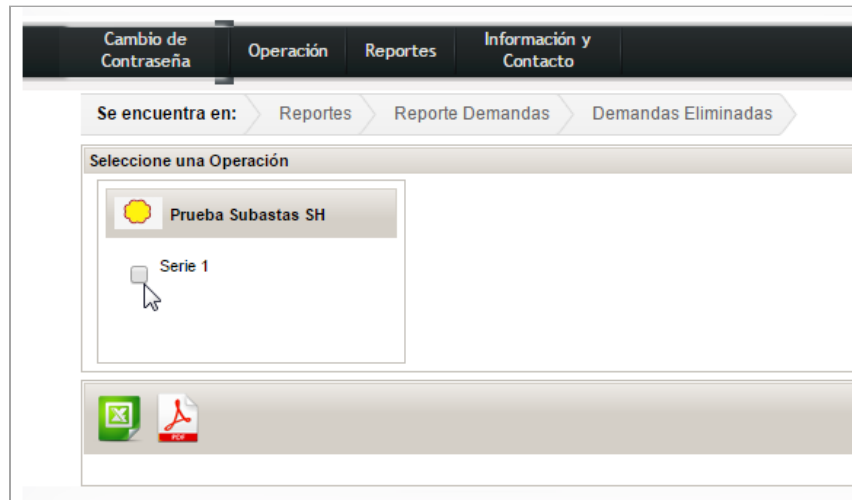 Cambio de
Contraseña
Operación
Reportes
Información y
Contacto
Se encuentra en: Reportes Reporte Demandas Demandas Eliminadas
Seleccione una Operación
Prueba Subastas SH
Serie 1
PDF